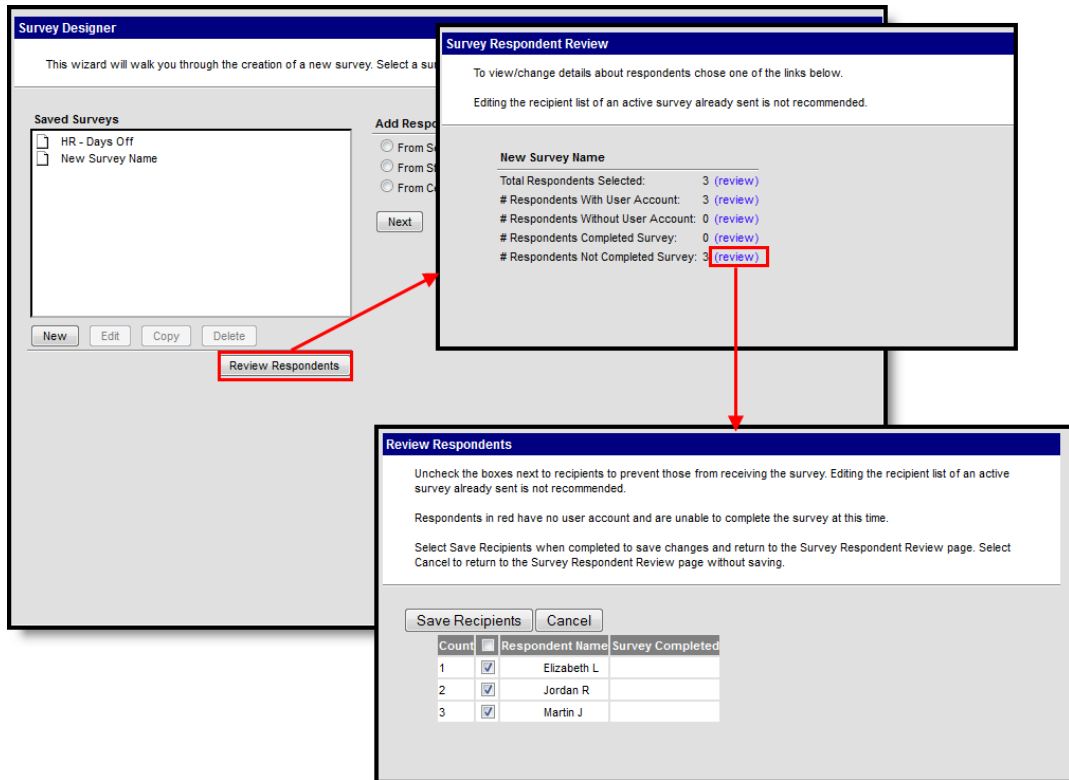 Survey Designer
This wizard will walk you through the creation of a new survey. Select a
Saved Surveys
HR - Days Off
New Survey Name
Add
From
From
From
Next
New
Edit
Copy
Delete
Review Respondents
Survey Respondent Review
To view/change details about respondents chose one of the links below.
Editing the recipient list of an active survey already sent is not recommended.
New Survey Name
Total Respondents Selected: 3 (review)
# Respondents With User Account: 3 (review)
# Respondents Without User Account: 0 (review)
# Respondents Completed Survey: 0 (review)
# Respondents Not Completed Survey: 3 (review)
Review Respondents
Uncheck the boxes next to recipients to prevent those from receiving the survey. Editing the recipient list of an active
survey already sent is not recommended.
Respondents in red have no user account and are unable to complete the survey at this time.
Select Save Recipients when completed to save changes and return to the Survey Respondent Review page. Select
Cancel to return to the Survey Respondent Review page without saving.
Save Recipients Cancel
Count Respondent Name Survey Completed
1 Elizabeth L
2 Jordan R
3 Martin J